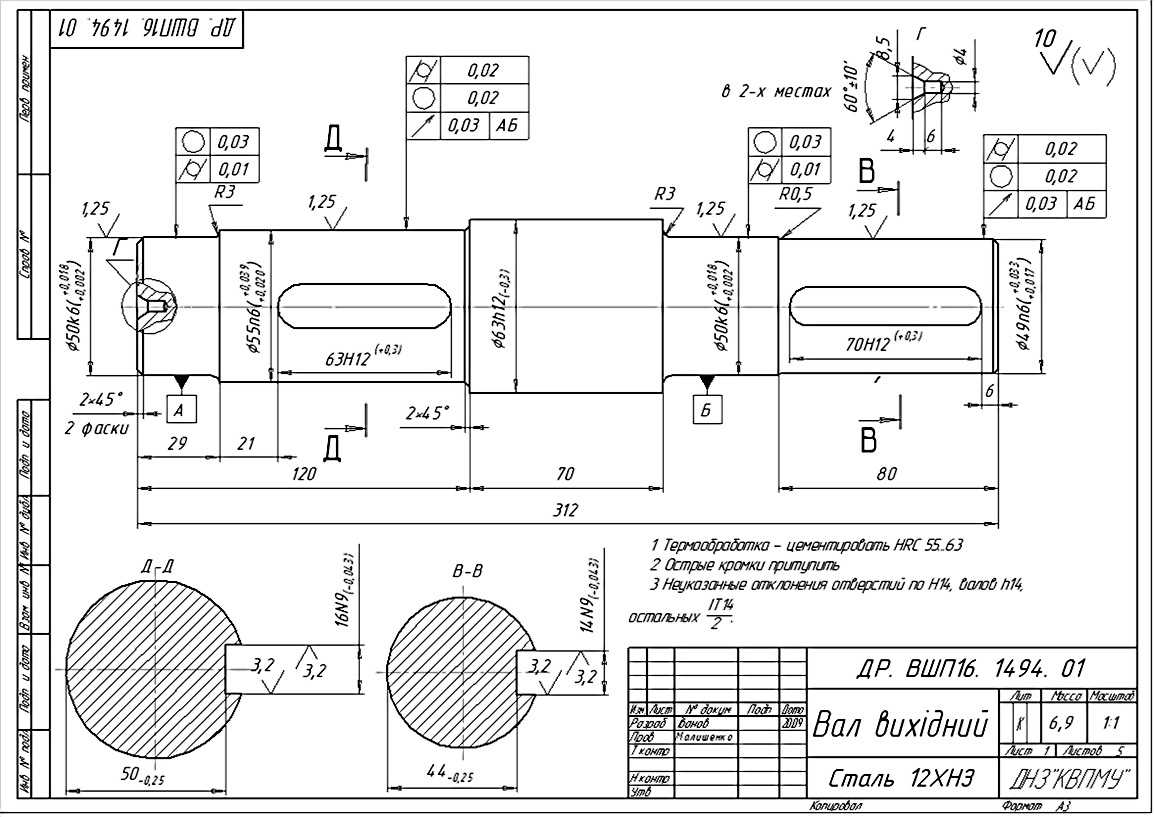 ДР. ВШП16. 1494. 01
Перв примен
Справ №
Подп и дата
Инв № дубл
Взам инв №
Подп и дата
Инв № подл
10
Г
в 2-х местах
60°±10'
8,5
ф4
4
6
0,02
0,02
0,03 АБ
0,03
0,01
Д
0,03
0,01
0,02
0,02
0,03 АБ
В
R3
R3
R0,5
1,25
1,25
1,25
1,25
Г
ф50k6(+0,018 +0,002)
ф55n6(+0,039 +0,020)
ф63h12(-0,3)
ф50k6(+0,018 +0,002)
ф49n6(+0,033 +0,017)
63H12 (+0,3)
70H12 (+0,3)
2×45°
2 фаски
А
2×45°
Б
6
Д
В
29
21
120
70
80
312
Д-Д
16N9(-0,043)
3,2
3,2
50-0,25
В-В
14N9(-0,043)
3,2
3,2
44-0,25
1 Термообработка - цементировать HRC 55..63
2 Острые кромки притупить
3 Неуказанные отклонения отверстий по H14, валов h14,
остальных IT14/2.
ДР. ВШП16. 1494. 01
Изм Лист № докум Подп Дата
Разраб Іванов 20.09
Пров Малишенко
Т контр
Н контр
Утв
Вал вихідний
Лит Масса Масштаб
К 6,9 1:1
Лист 1 Листов 5
Сталь 12ХН3
ДНЗ"КВПМУ"
Копировал
Формат А3